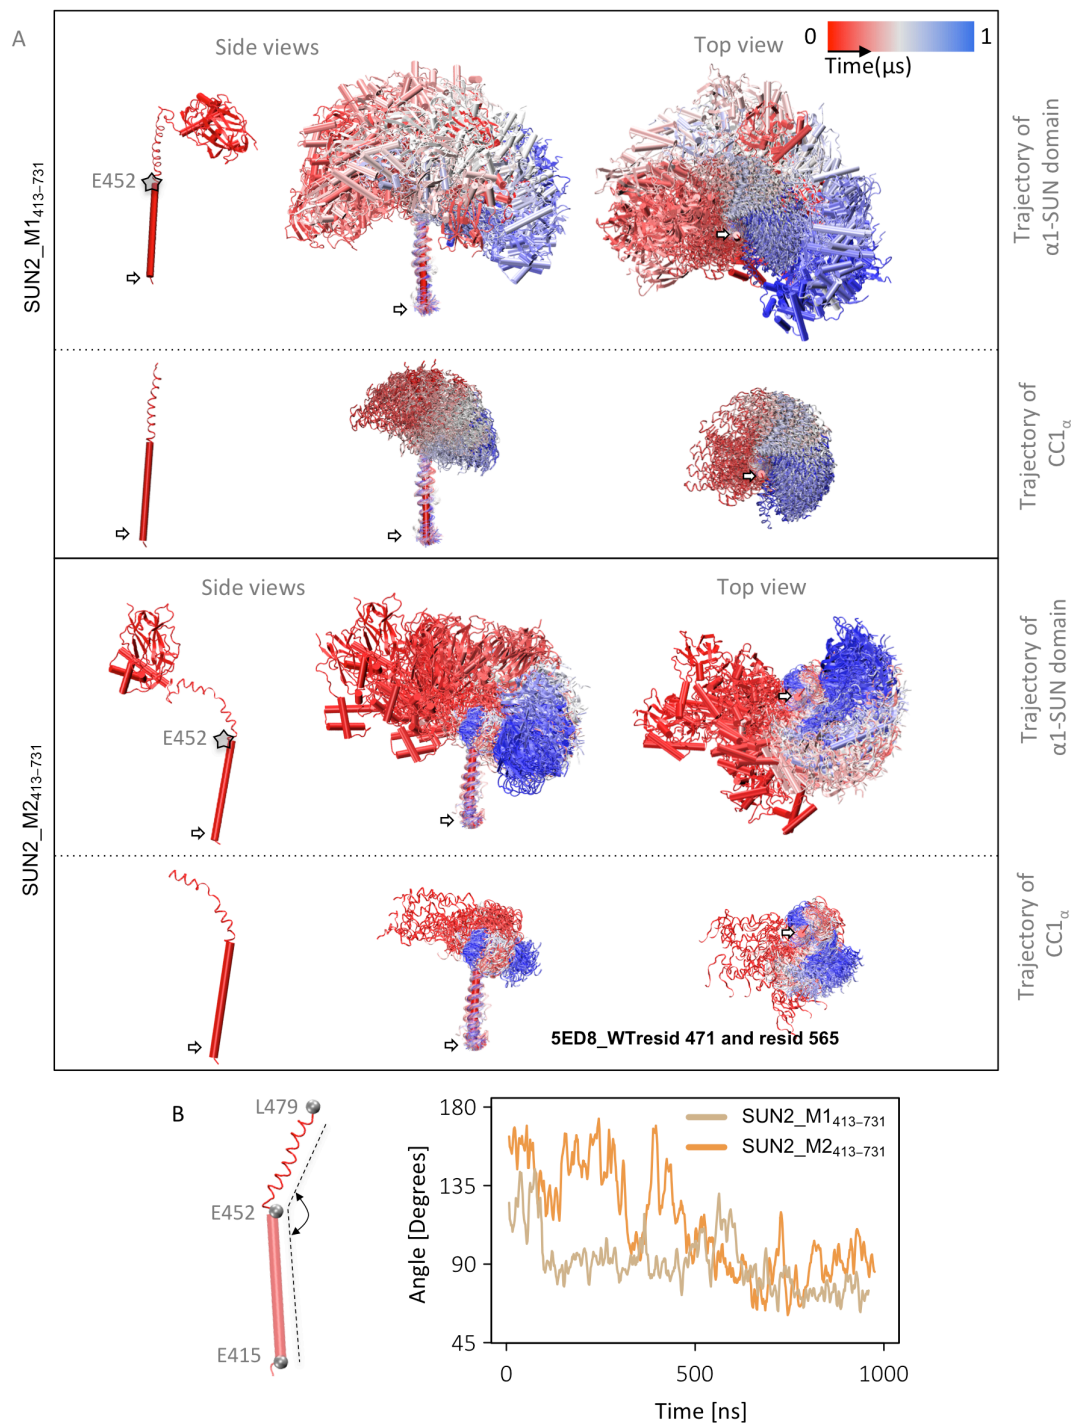 A
Side views
Top view
0
1
Time(μs)
E452
SUN2_M1413–731
Trajectory of
α1-SUN domain
Trajectory of
CC1α
Side views
Top view
E452
SUN2_M2413–731
Trajectory of
α1-SUN domain
Trajectory of
CC1α
5ED8_WTresid 471 and resid 565
B
L479
E452
E415
Angle [Degrees]
180
135
90
45
SUN2_M1413–731
SUN2_M2413–731
0
500
1000
Time [ns]